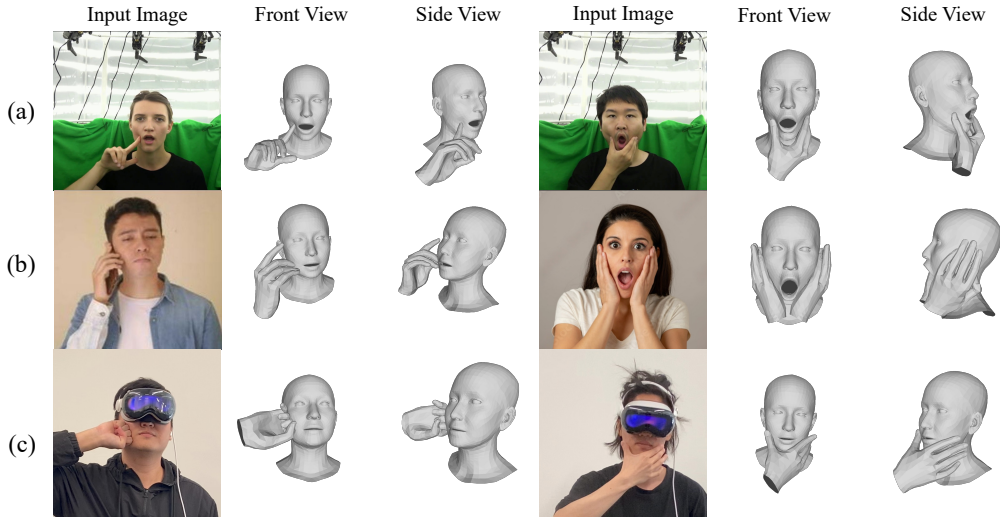 Input Image Front View Side View Input Image Front View Side View
(a)
(b)
(c)